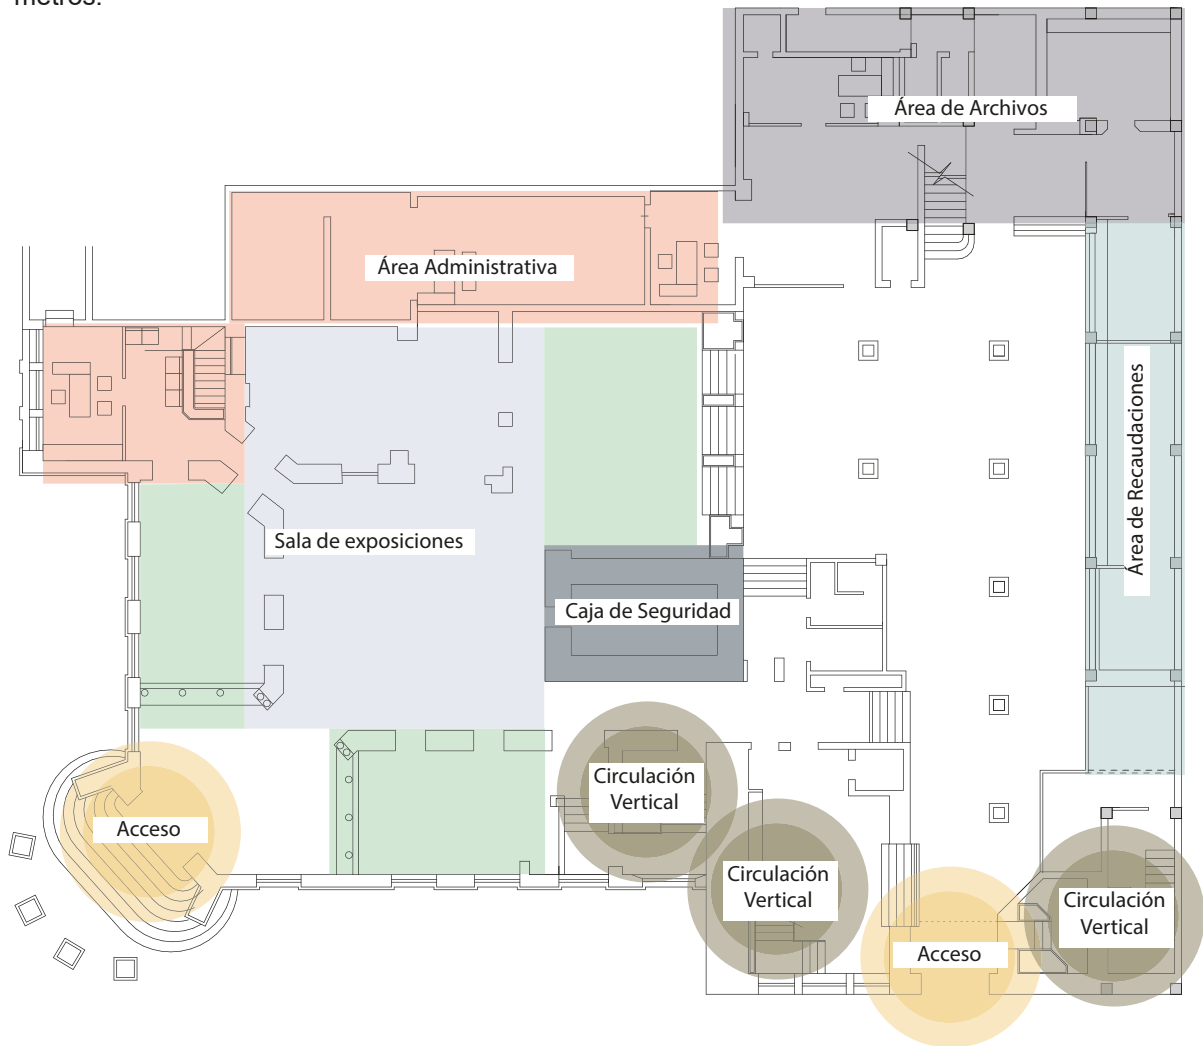 metros.
Área de Archivos
Área Administrativa
Área de Recaudaciones
Sala de exposiciones
Caja de Seguridad
Circulación
Vertical
Acceso
Circulación
Vertical
Circulación
Vertical
Acceso